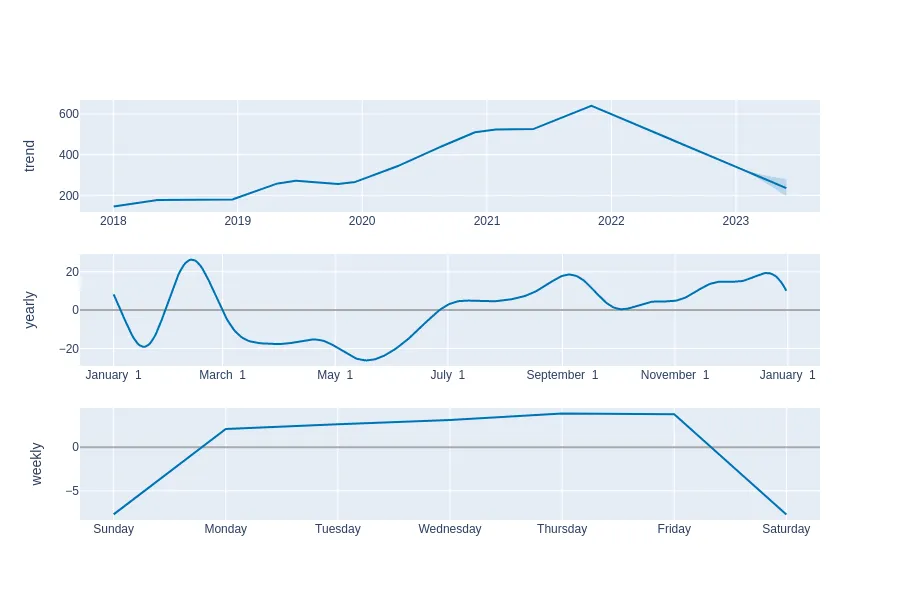 trend
600
400
200
2018 2019 2020 2021 2022 2023
yearly
20
0
−20
January 1 March 1 May 1 July 1 September 1 November 1 January 1
weekly
0
−5
Sunday Monday Tuesday Wednesday Thursday Friday Saturday